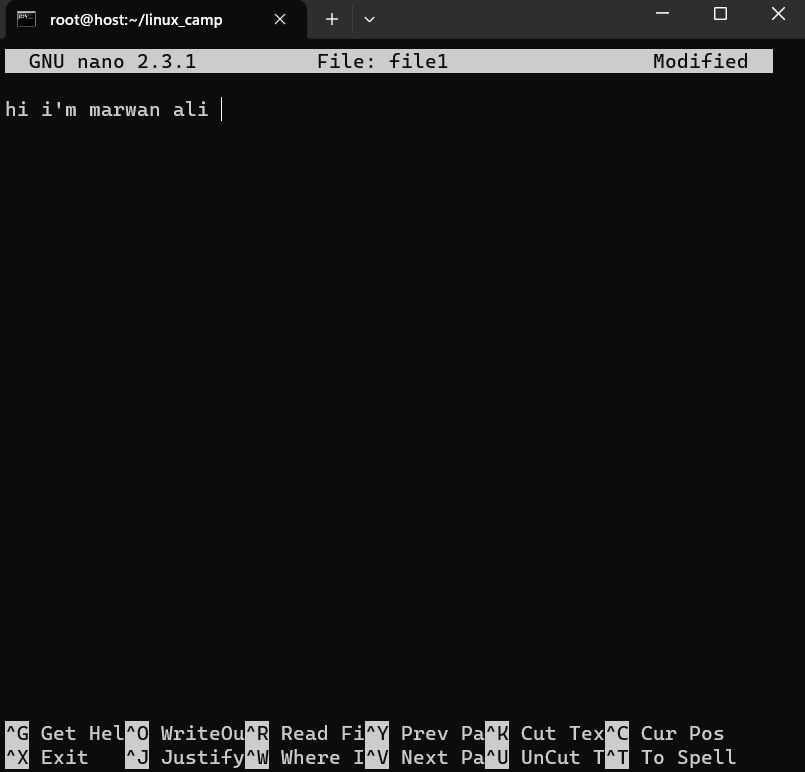 root@host:~/linux_camp
GNU nano 2.3.1 File: file1 Modified
hi i'm marwan ali
^G Get Hel^O WriteOu^R Read Fi^Y Prev Pa^K Cut Tex^C Cur Pos
^X Exit ^J Justify^W Where I^V Next Pa^U UnCut T^T To Spell